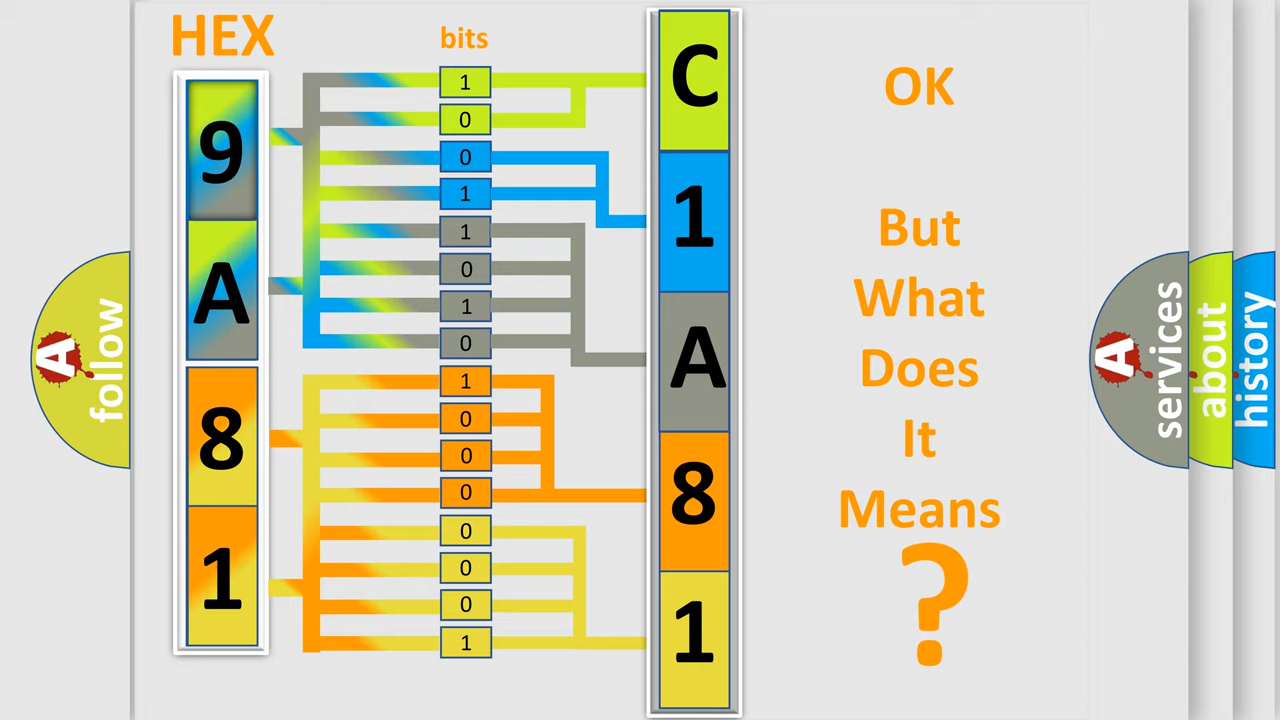 HEX
bits
9
A
8
1
1
0
0
1
1
0
1
0
1
0
0
0
0
0
0
1
C
1
A
8
1
OK
But
What
Does
It
Means
?
A
follow
A
services
about
history